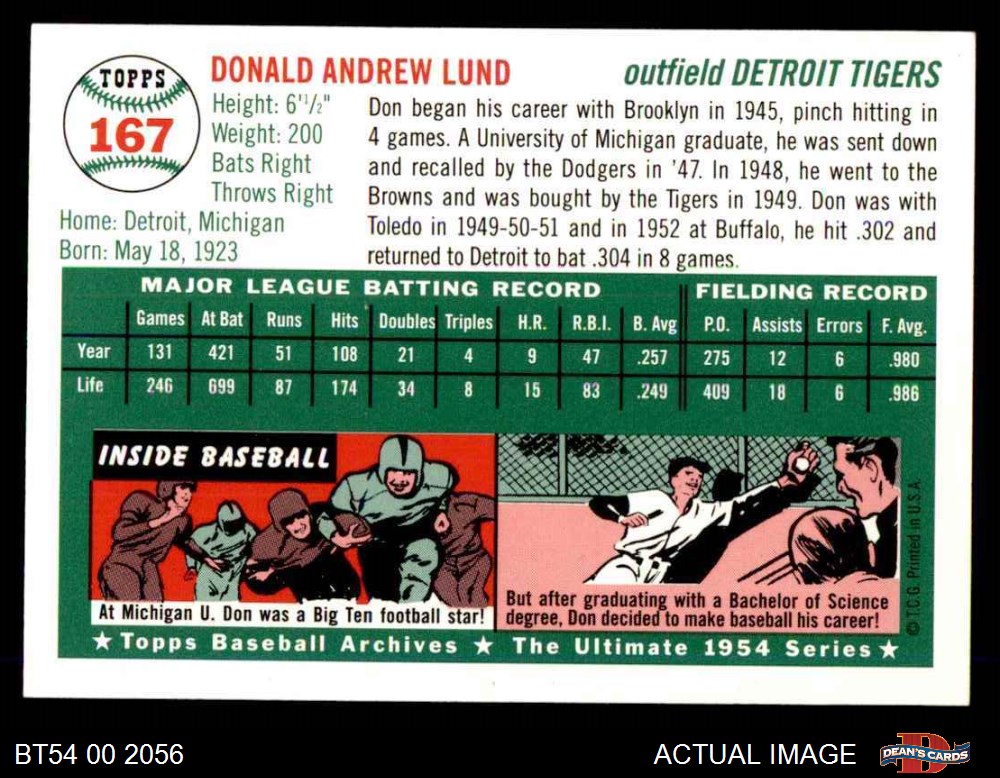 TOPPS
167
DONALD ANDREW LUND
outfield DETROIT TIGERS
Height: 6'½"
Weight: 200
Bats Right
Throws Right
Home: Detroit, Michigan
Born: May 18, 1923
Don began his career with Brooklyn in 1945, pinch hitting in
4 games. A University of Michigan graduate, he was sent down
and recalled by the Dodgers in '47. In 1948, he went to the
Browns and was bought by the Tigers in 1949. Don was with
Toledo in 1949-50-51 and in 1952 at Buffalo, he hit .302 and
returned to Detroit to bat .304 in 8 games.
MAJOR LEAGUE BATTING RECORD FIELDING RECORD
Games At Bat Runs Hits Doubles Triples H.R. R.B.I. B. Avg P.O. Assists Errors F. Avg.
Year 131 421 51 108 21 4 9 47 .257 275 12 6 .980
Life 246 699 87 174 34 8 15 83 .249 409 18 6 .986
INSIDE BASEBALL
At Michigan U. Don was a Big Ten football star!
But after graduating with a Bachelor of Science
degree, Don decided to make baseball his career!
© T.C.G. Printed in U.S.A.
★ Topps Baseball Archives ★ The Ultimate 1954 Series ★
BT54 00 2056
ACTUAL IMAGE
D
DEAN'S CARDS